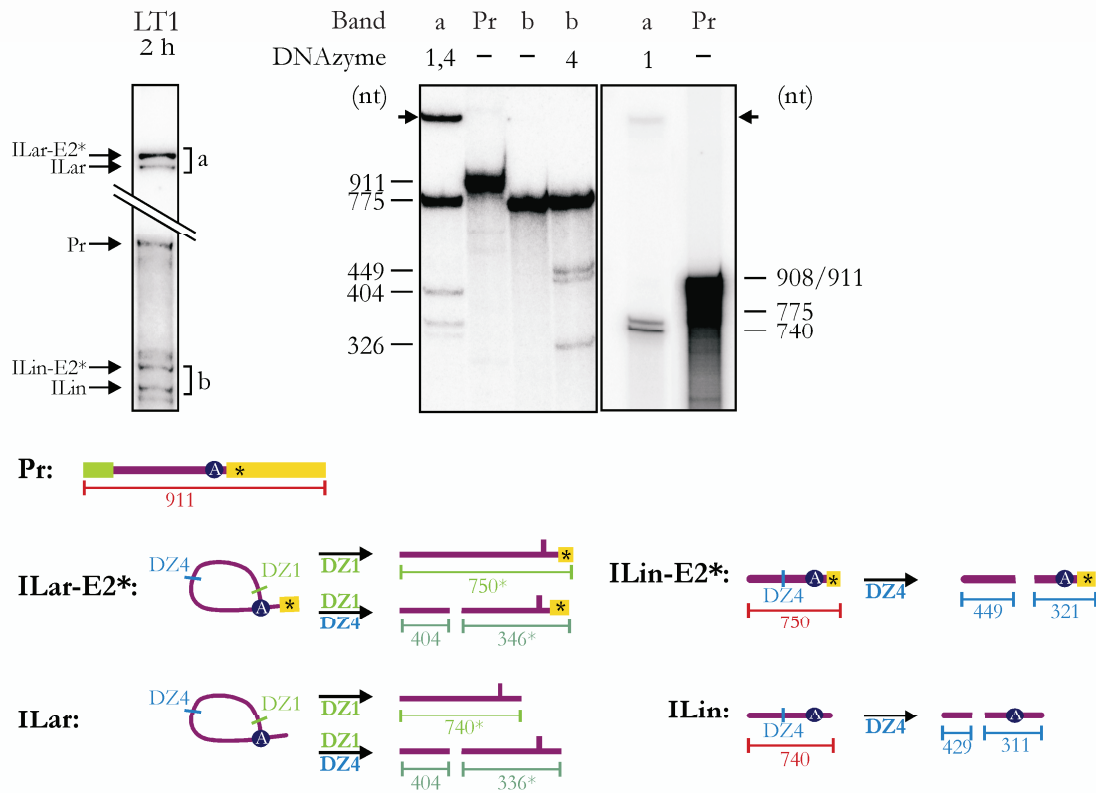 LT1
2 h
Band a Pr b b a Pr
DNAzyme 1,4 – – 4 1 –
(nt) (nt)
ILar-E2*
ILar
a
Pr
ILin-E2*
ILin
b
911
775
449
404
326
908/911
775
740
Pr: A *
911
ILar-E2*: DZ4 DZ1 A * DZ1 *
750*
DZ1
DZ4 *
404 346*
ILin-E2*: A * DZ4 DZ4 A *
750 449 321
ILar: DZ4 DZ1 A DZ1
740*
DZ1
DZ4
404 336*
ILin: A DZ4 DZ4 A
740 429 311